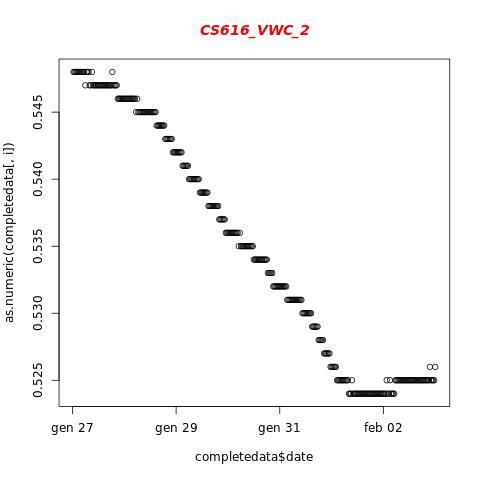 CS616_VWC_2
as.numeric(completedata[, i])
0.545
0.540
0.535
0.530
0.525
gen 27
gen 29
gen 31
feb 02
completedata$date